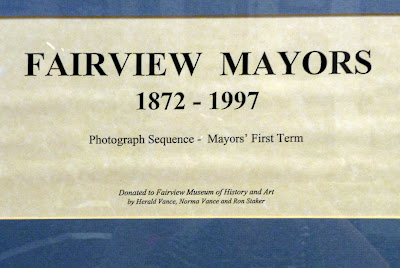 FAIRVIEW MAYORS
1872 - 1997
Photograph Sequence - Mayors' First Term
Donated to Fairview Museum of History and Art
by Herald Vance, Norma Vance and Ron Staker